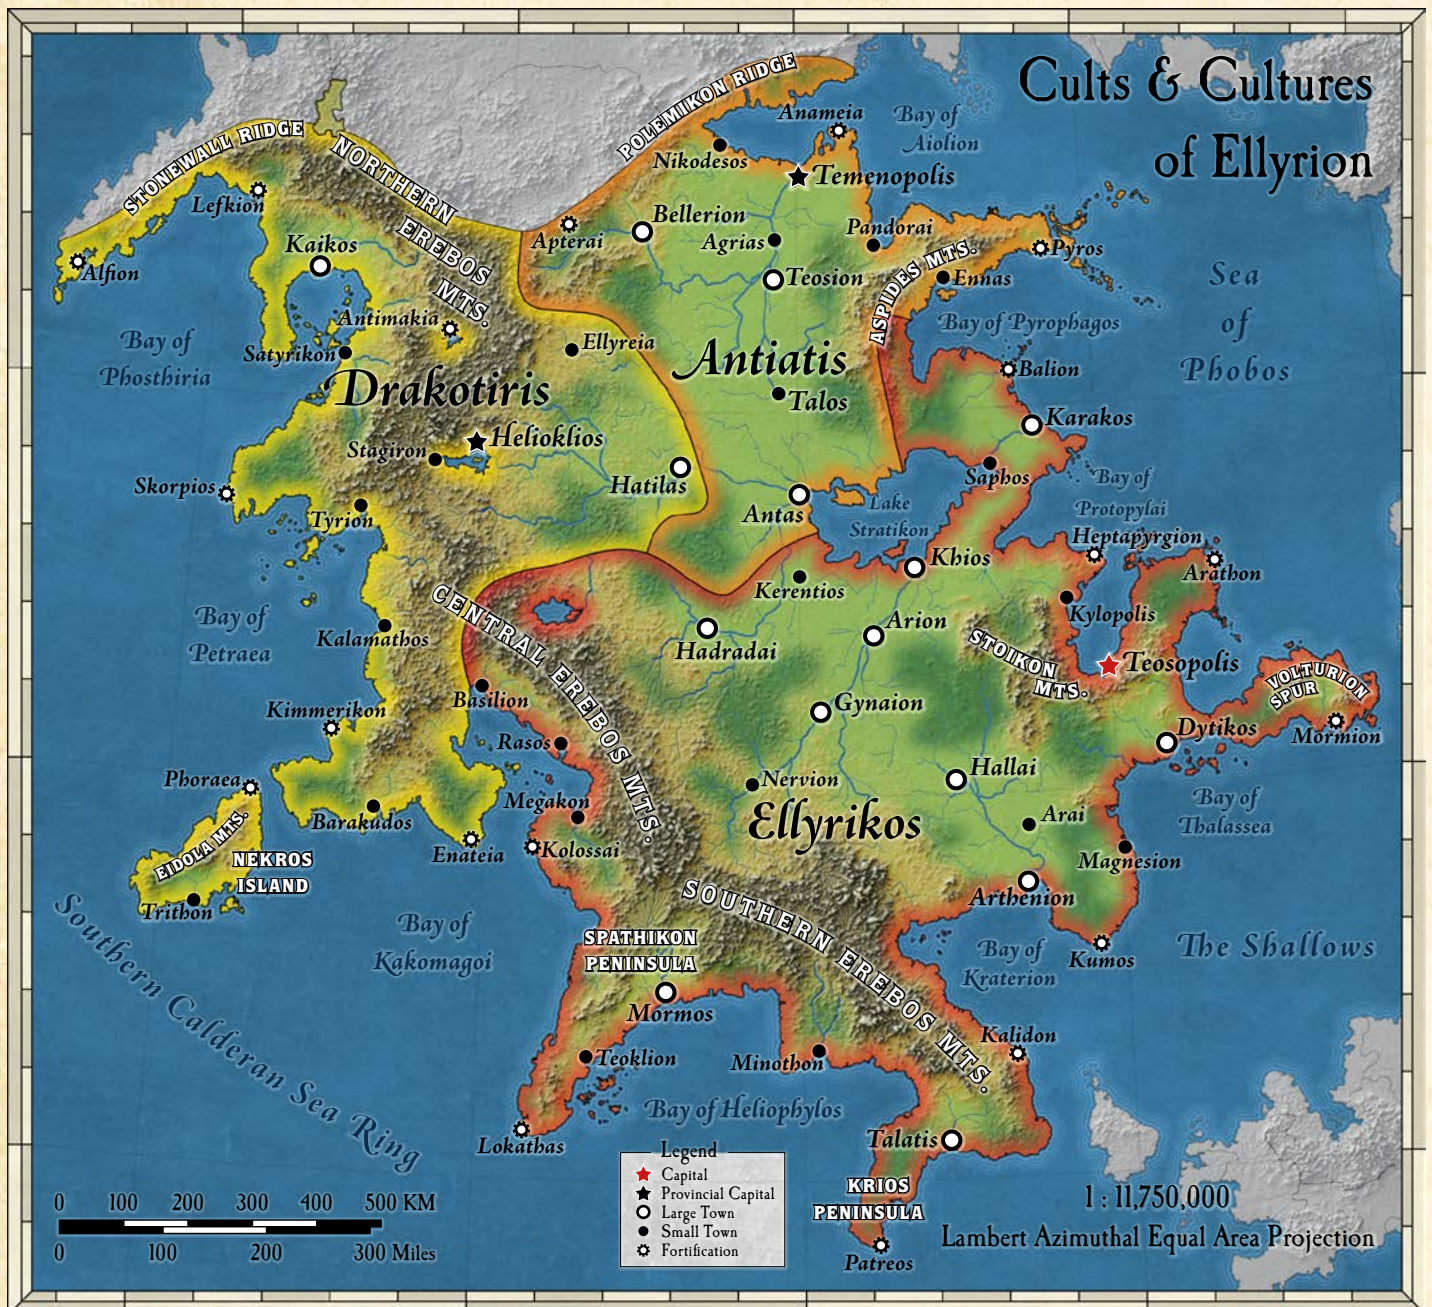 Cults & Cultures
of Ellyrion
POLEMIKON RIDGE
STONEWALL RIDGE
NORTHERN
EREBOS
MTS.
Anameia
Bay of
Aiolion
Nikodesos
Temenopolis
Lefkion
Bellerion
Apterai
Agrias
Pandorai
Kaikos
Pyros
Alfion
Teosion
ASPIDES MTS.
Ennas
Sea
of
Phobos
Antimakia
Bay of Pyrophagos
Bay of
Phosthiria
Satyrikon
Ellyreia
Antiatis
Balion
Drakotiris
Talos
Karakos
Helioklios
Stagiron
Saphos
Skorpios
Hatilas
Bay of
Protopylai
Tyrion
Antas
Lake
Stratikon
Heptapyrgion
Khios
Arathon
Kerentios
CENTRAL EREBOS MTS.
Kylopolis
Bay of
Petraea
Kalamathos
Hadradai
Arion
STOIKON
MTS.
Teosopolis
VOLTURION
SPUR
Basilion
Kimmerikon
Gynaion
Dytikos
Mormion
Rasos
Phoraea
Nervion
Hallai
Megakon
Bay of
Thalassea
Barakudos
Ellyrikos
Arai
EIDOLA MTS.
NEKROS
ISLAND
Enateia
Kolossai
Magnesion
Trithon
SOUTHERN EREBOS MTS.
Arthenion
Southern Calderan Sea Ring
Bay of
Kakomagoi
SPATHIKON
PENINSULA
Bay of
Kraterion
Kumos
The Shallows
Mormos
Kalidon
Teoklion
Minothon
Bay of Heliophylos
Lokathas
Talatis
KRIOS
PENINSULA
Patreos
Legend
Capital
Provincial Capital
Large Town
Small Town
Fortification
0 100 200 300 400 500 KM
0 100 200 300 Miles
1 : 11,750,000
Lambert Azimuthal Equal Area Projection